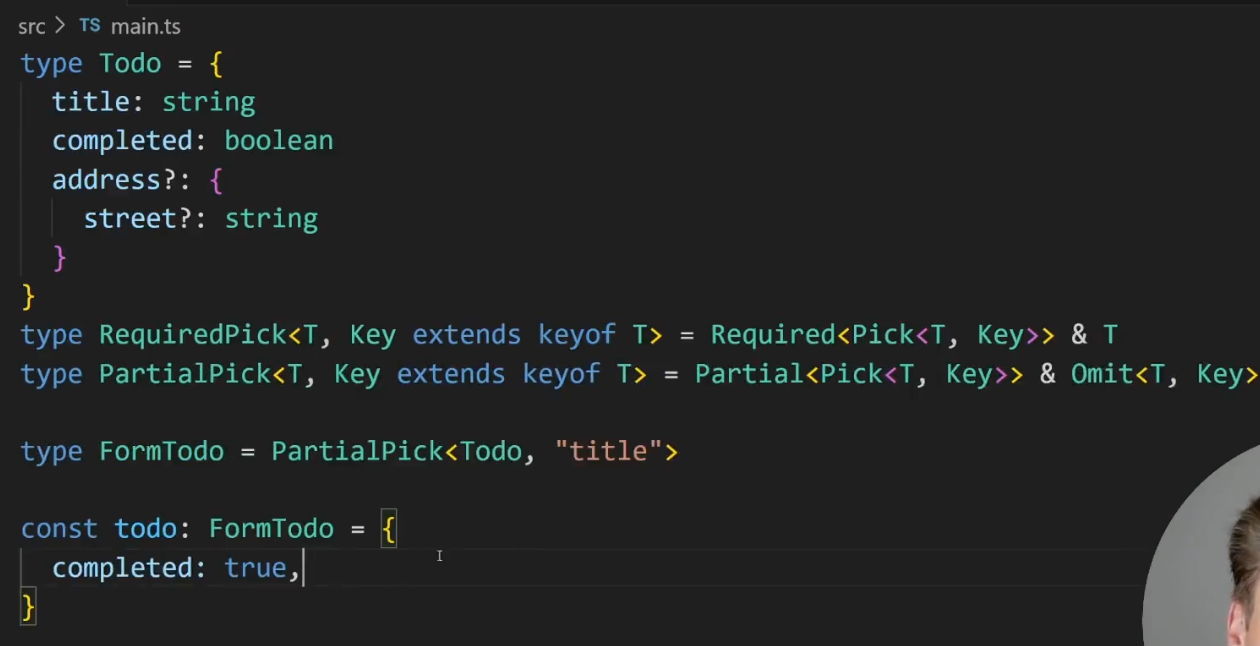 src > TS main.ts
type Todo = {
title: string
completed: boolean
address?: {
street?: string
}
}
type RequiredPick<T, Key extends keyof T> = Required<Pick<T, Key>> & T
type PartialPick<T, Key extends keyof T> = Partial<Pick<T, Key>> & Omit<T, Key>
type FormTodo = PartialPick<Todo, "title">
const todo: FormTodo = {
completed: true,
}